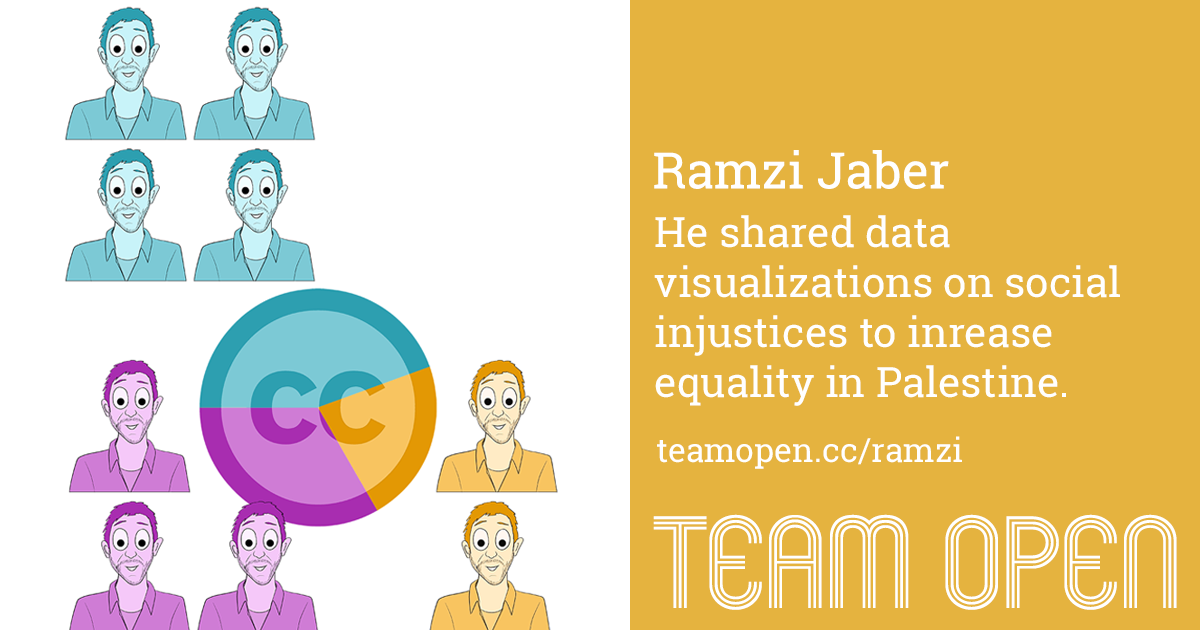 cc
Ramzi Jaber
He shared data
visualizations on social
injustices to inrease
equality in Palestine.
teamopen.cc/ramzi
TEAM OPEN